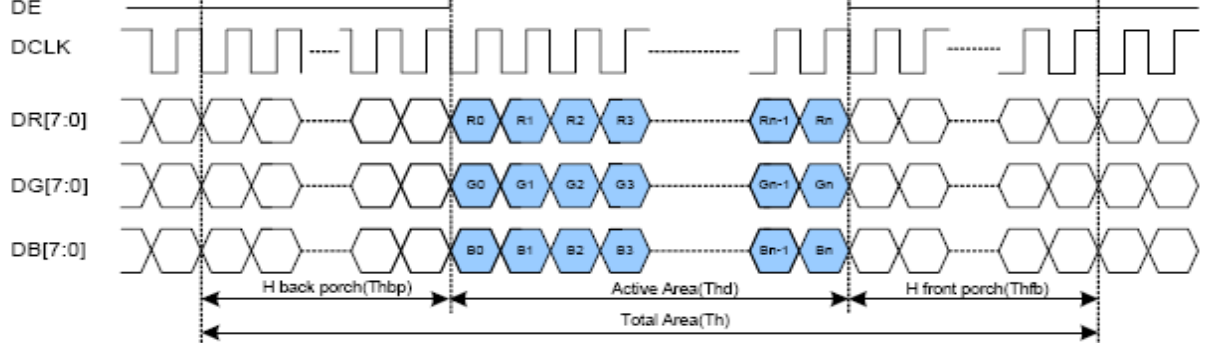 DE
DCLK
DR[7:0] R0 R1 R2 R3 Rn-1 Rn
DG[7:0] G0 G1 G2 G3 Gn-1 Gn
DB[7:0] B0 B1 B2 B3 Bn-1 Bn
H back porch(Thbp) Active Area(Thd) H front porch(Thfb)
Total Area(Th)